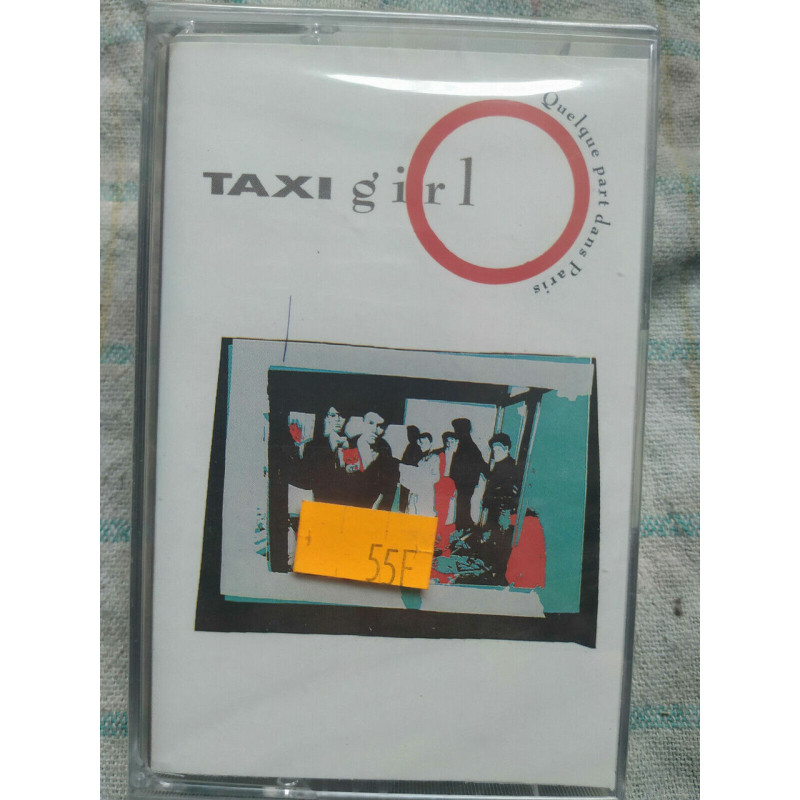 TAXI girl
Quelque part dans Paris
55F